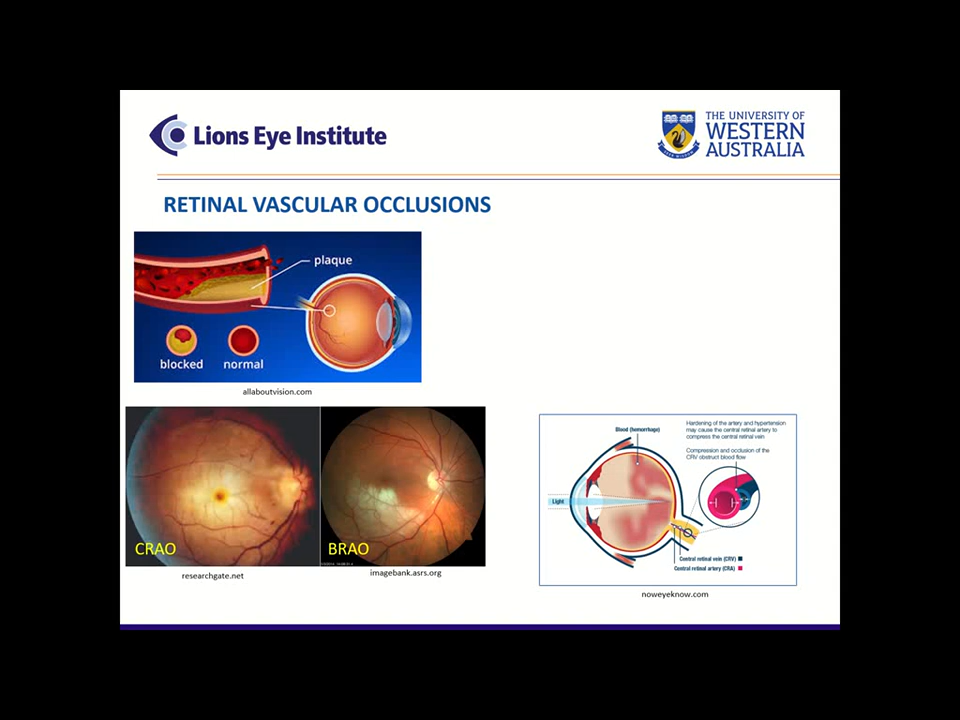 Lions Eye Institute
THE UNIVERSITY OF
WESTERN
AUSTRALIA
RETINAL VASCULAR OCCLUSIONS
plaque
blocked
normal
allaboutvision.com
CRAO
BRAO
researchgate.net
imagebank.asrs.org
Blood (hemorrhage)
Hardening of the artery and hypertension
may cause the central retinal artery to
compress the central retinal vein
Compression and occlusion of the
CRV obstruct blood flow
Light
Central retinal vein (CRV)
Central retinal artery (CRA)
noweyeknow.com